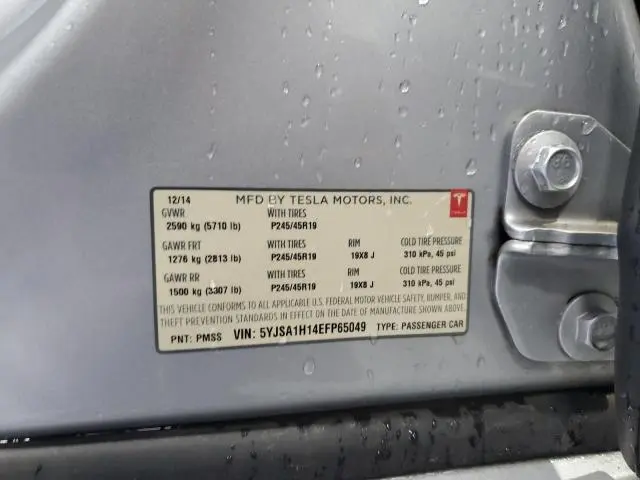 12/14 MFD BY TESLA MOTORS, INC.
GVWR WITH TIRES
2590 kg (5710 lb) P245/45R19
GAWR FRT WITH TIRES RIM COLD TIRE PRESSURE
1276 kg (2813 lb) P245/45R19 19X8 J 310 kPa, 45 psi
GAWR RR WITH TIRES RIM COLD TIRE PRESSURE
1500 kg (3307 lb) P245/45R19 19X8 J 310 kPa, 45 psi
THIS VEHICLE CONFORMS TO ALL APPLICABLE U.S. FEDERAL MOTOR VEHICLE SAFETY, BUMPER, AND
THEFT PREVENTION STANDARDS IN EFFECT ON THE DATE OF MANUFACTURE SHOWN ABOVE.
PNT: PMSS VIN: 5YJSA1H14EFP65049 TYPE: PASSENGER CAR
TESLA